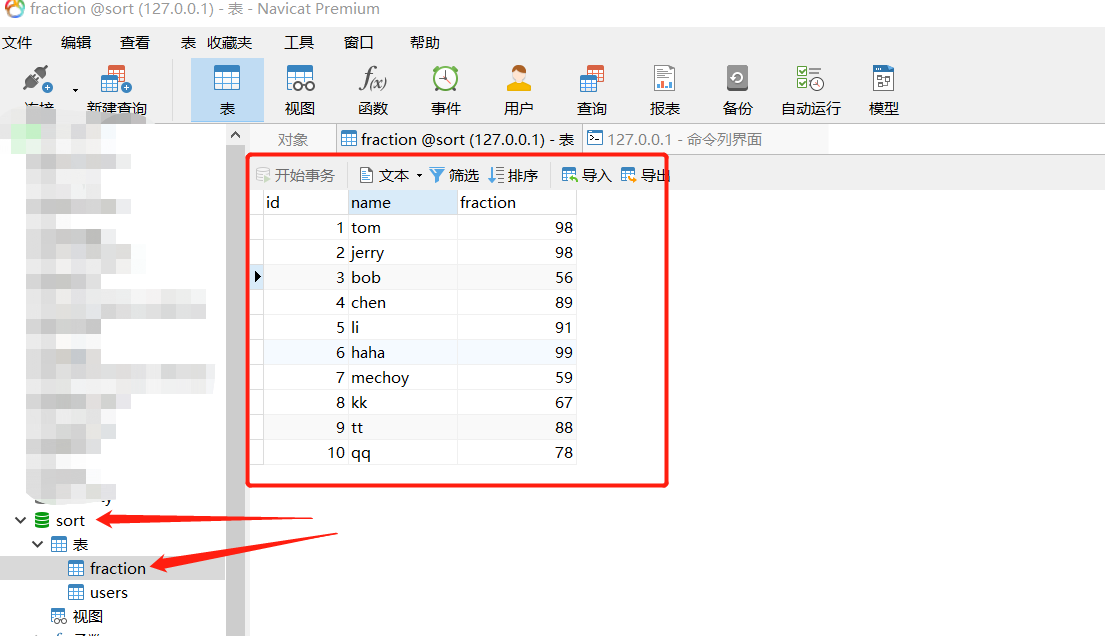 fraction @sort (127.0.0.1) - 表 - Navicat Premium
文件 编辑 查看 表 收藏夹 工具 窗口 帮助
连接 新建查询 表 视图 函数 事件 用户 查询 报表 备份 自动运行 模型
对象 fraction @sort (127.0.0.1) - 表 127.0.0.1 - 命令列界面
开始事务 文本 筛选 排序 导入 导出
id name fraction
1 tom 98
2 jerry 98
3 bob 56
4 chen 89
5 li 91
6 haha 99
7 mechoy 59
8 kk 67
9 tt 88
10 qq 78
sort
表
fraction
users
视图